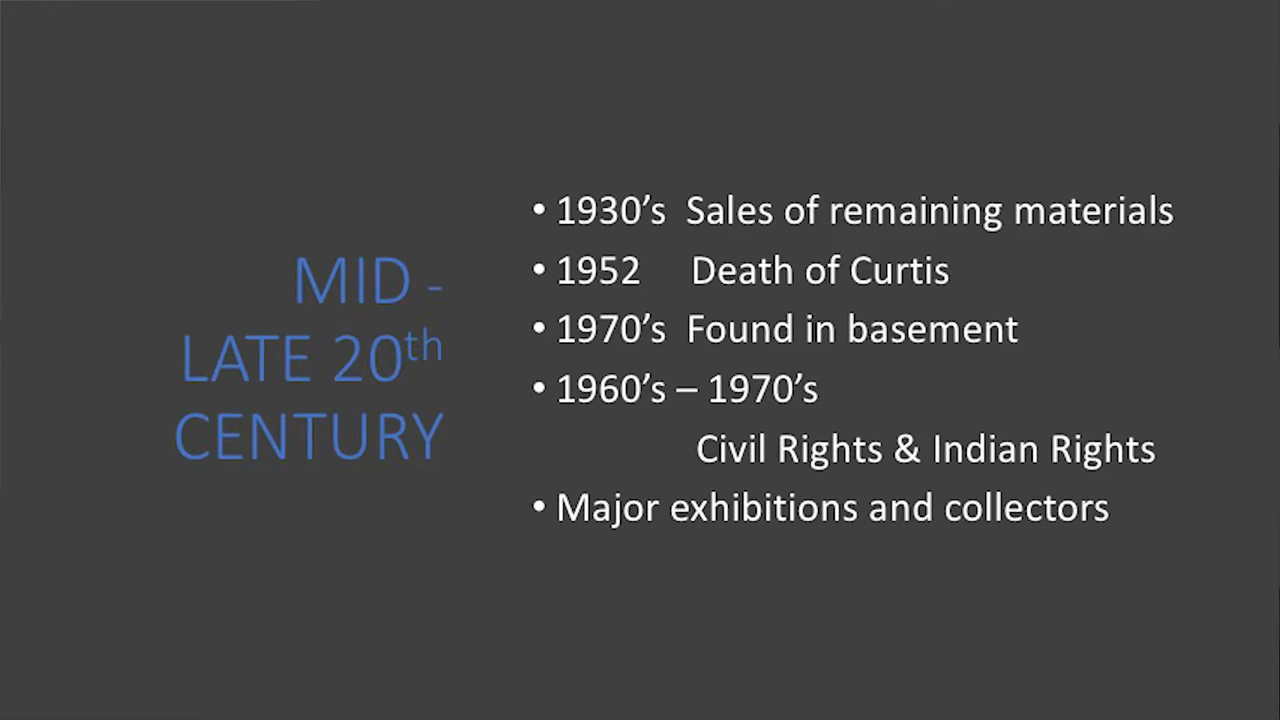 MID -
LATE 20th
CENTURY
• 1930’s Sales of remaining materials
• 1952 Death of Curtis
• 1970’s Found in basement
• 1960’s – 1970’s
Civil Rights & Indian Rights
• Major exhibitions and collectors